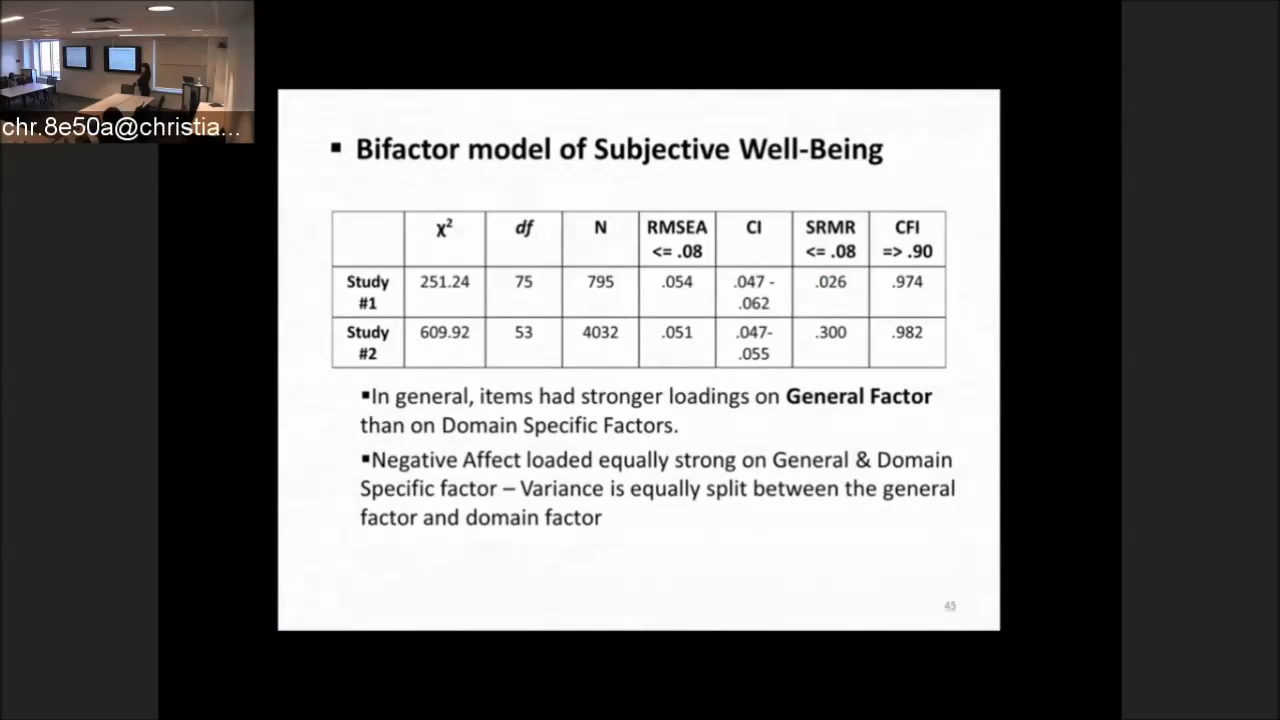 chr.8e50a@christia...
▪ Bifactor model of Subjective Well-Being
χ² df N RMSEA <= .08 CI SRMR <= .08 CFI => .90
Study #1 251.24 75 795 .054 .047 - .062 .026 .974
Study #2 609.92 53 4032 .051 .047- .055 .300 .982
▪In general, items had stronger loadings on General Factor
than on Domain Specific Factors.
▪Negative Affect loaded equally strong on General & Domain
Specific factor – Variance is equally split between the general
factor and domain factor
45